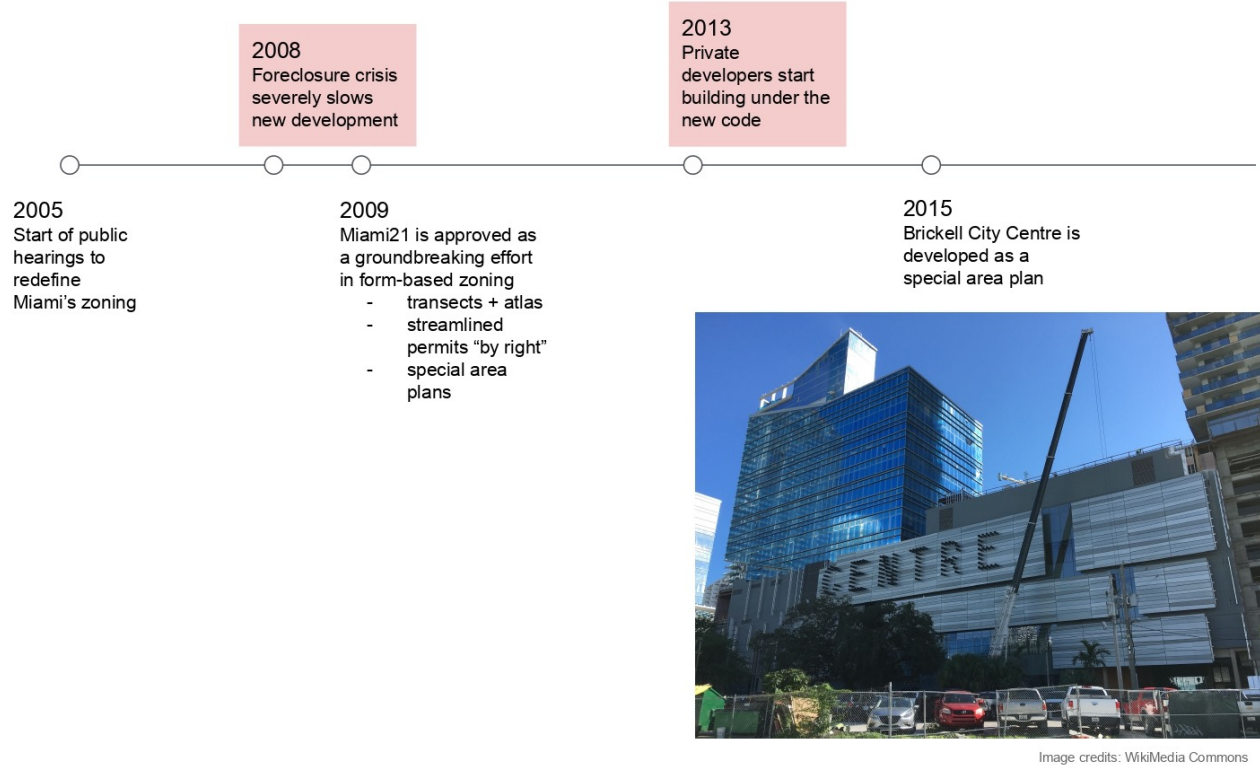 2008
Foreclosure crisis
severely slows
new development
2013
Private
developers start
building under the
new code
2005
Start of public
hearings to
redefine
Miami’s zoning
2009
Miami21 is approved as
a groundbreaking effort
in form-based zoning
- transects + atlas
- streamlined
permits “by right”
- special area
plans
2015
Brickell City Centre is
developed as a
special area plan
CENTRE
Image credits: WikiMedia Commons